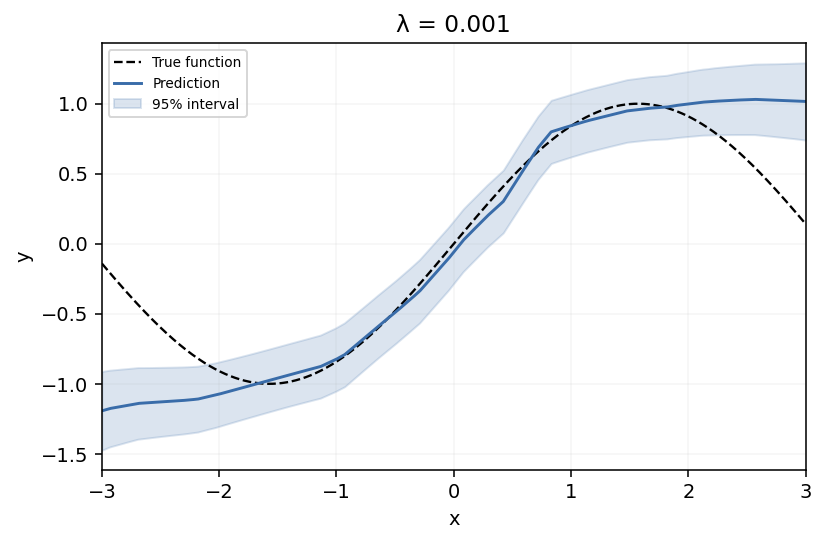 λ = 0.001
True function
Prediction
95% interval
y
1.0
0.5
0.0
−0.5
−1.0
−1.5
−3 −2 −1 0 1 2 3
x